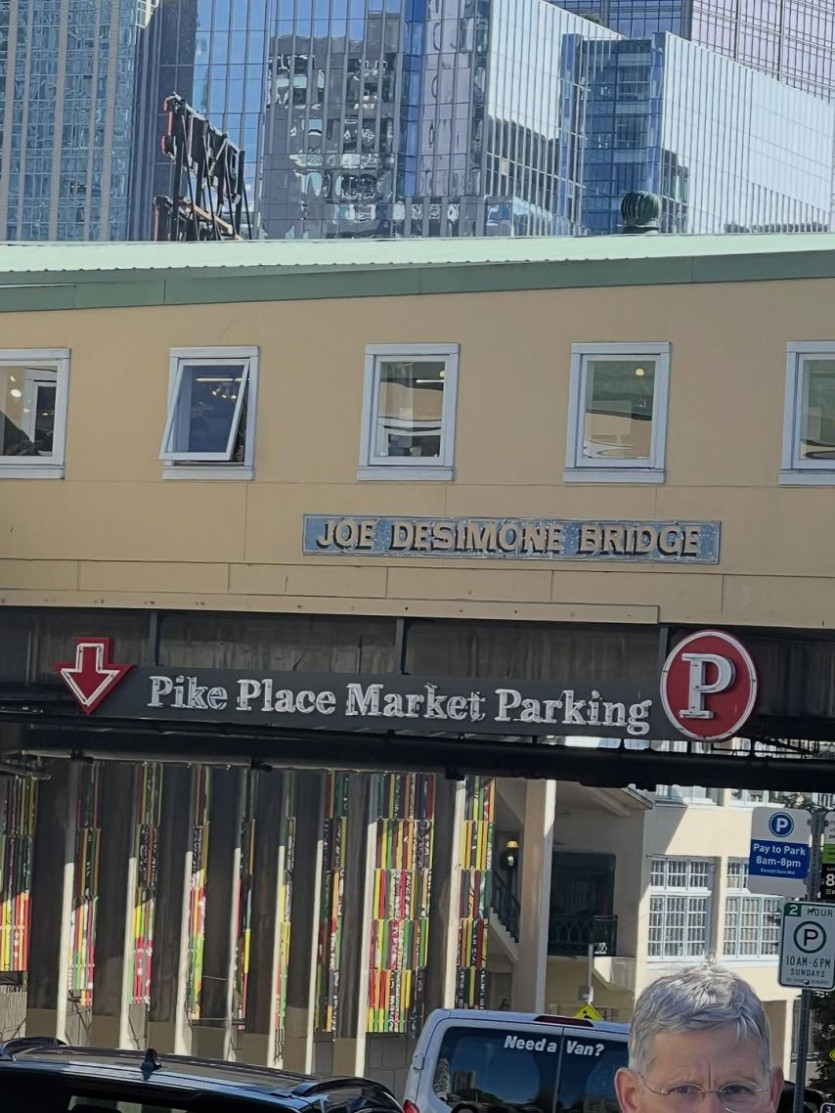 JOE DESIMONE BRIDGE
Pike Place Market Parking P
P
Pay to Park
8am-8pm
2 HOUR
P
10AM-6PM
SUNDAYS
Need a Van?